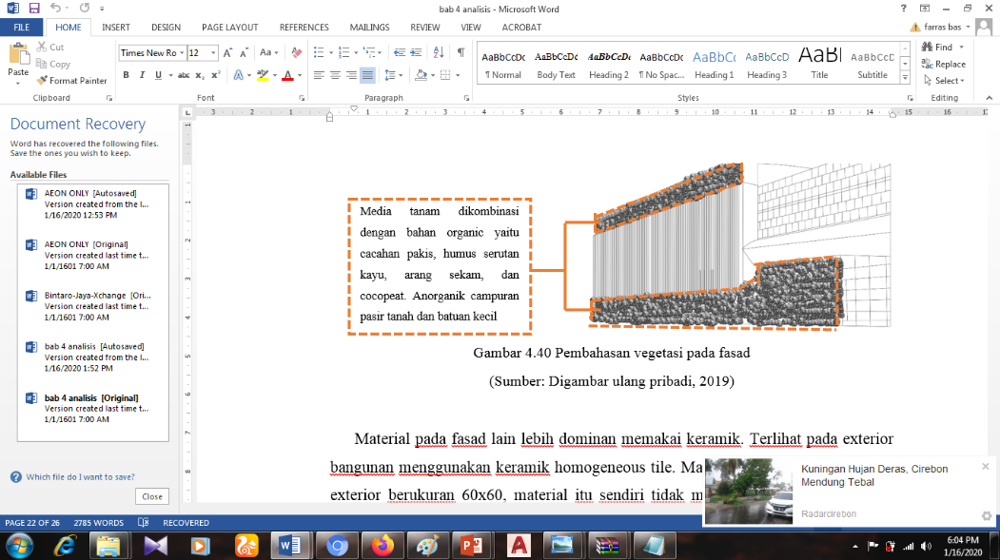 bab 4 analisis - Microsoft Word
FILE HOME INSERT DESIGN PAGE LAYOUT REFERENCES MAILINGS REVIEW VIEW ACROBAT
farras bas
Paste
Cut
Copy
Format Painter
Clipboard
Times New Ro 12
Font
Paragraph
AaBbCcDc AaBbCcDc AaBbCcDc AaBbCcDc AaBbCc AaBbCcDc AaBl AaBbCcD
¶ Normal Body Text Heading 2 ¶ No Spac... Heading 1 Heading 3 Title Subtitle
Styles
Find
Replace
Select
Editing
Document Recovery
Word has recovered the following files.
Save the ones you wish to keep.
Available Files
AEON ONLY [Autosaved]
Version created from the l...
1/16/2020 12:53 PM
AEON ONLY [Original]
Version created last time t...
1/1/1601 7:00 AM
Bintaro-Jaya-Xchange [Ori...
Version created last time t...
1/1/1601 7:00 AM
bab 4 analisis [Autosaved]
Version created from the l...
1/16/2020 1:52 PM
bab 4 analisis [Original]
Version created last time t...
1/1/1601 7:00 AM
Which file do I want to save?
Close
Media tanam dikombinasi
dengan bahan organic yaitu
cacahan pakis, humus serutan
kayu, arang sekam, dan
cocopeat. Anorganik campuran
pasir tanah dan batuan kecil
Gambar 4.40 Pembahasan vegetasi pada fasad
(Sumber: Digambar ulang pribadi, 2019)
Material pada fasad lain lebih dominan memakai keramik. Terlihat pada exterior
bangunan menggunakan keramik homogeneous tile. Ma
exterior berukuran 60x60, material itu sendiri tidak m
Kuningan Hujan Deras, Cirebon
Mendung Tebal
Radarcirebon
PAGE 22 OF 26 2785 WORDS RECOVERED
6:04 PM
1/16/2020